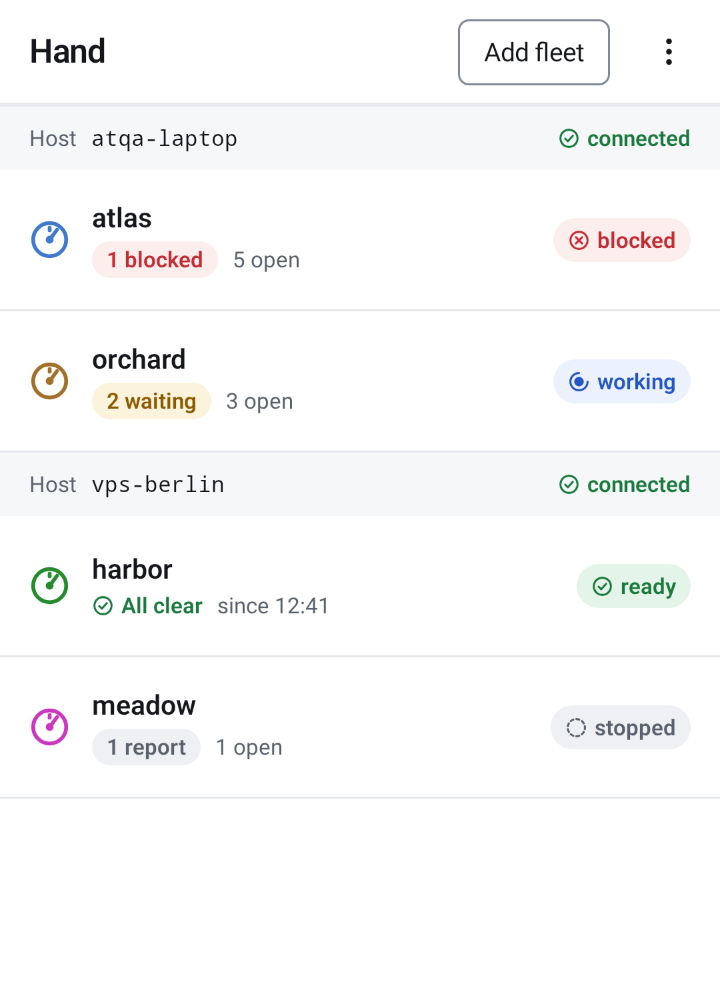 Hand
Add fleet
Host atqa-laptop connected
atlas
1 blocked 5 open
blocked
orchard
2 waiting 3 open
working
Host vps-berlin connected
harbor
All clear since 12:41
ready
meadow
1 report 1 open
stopped